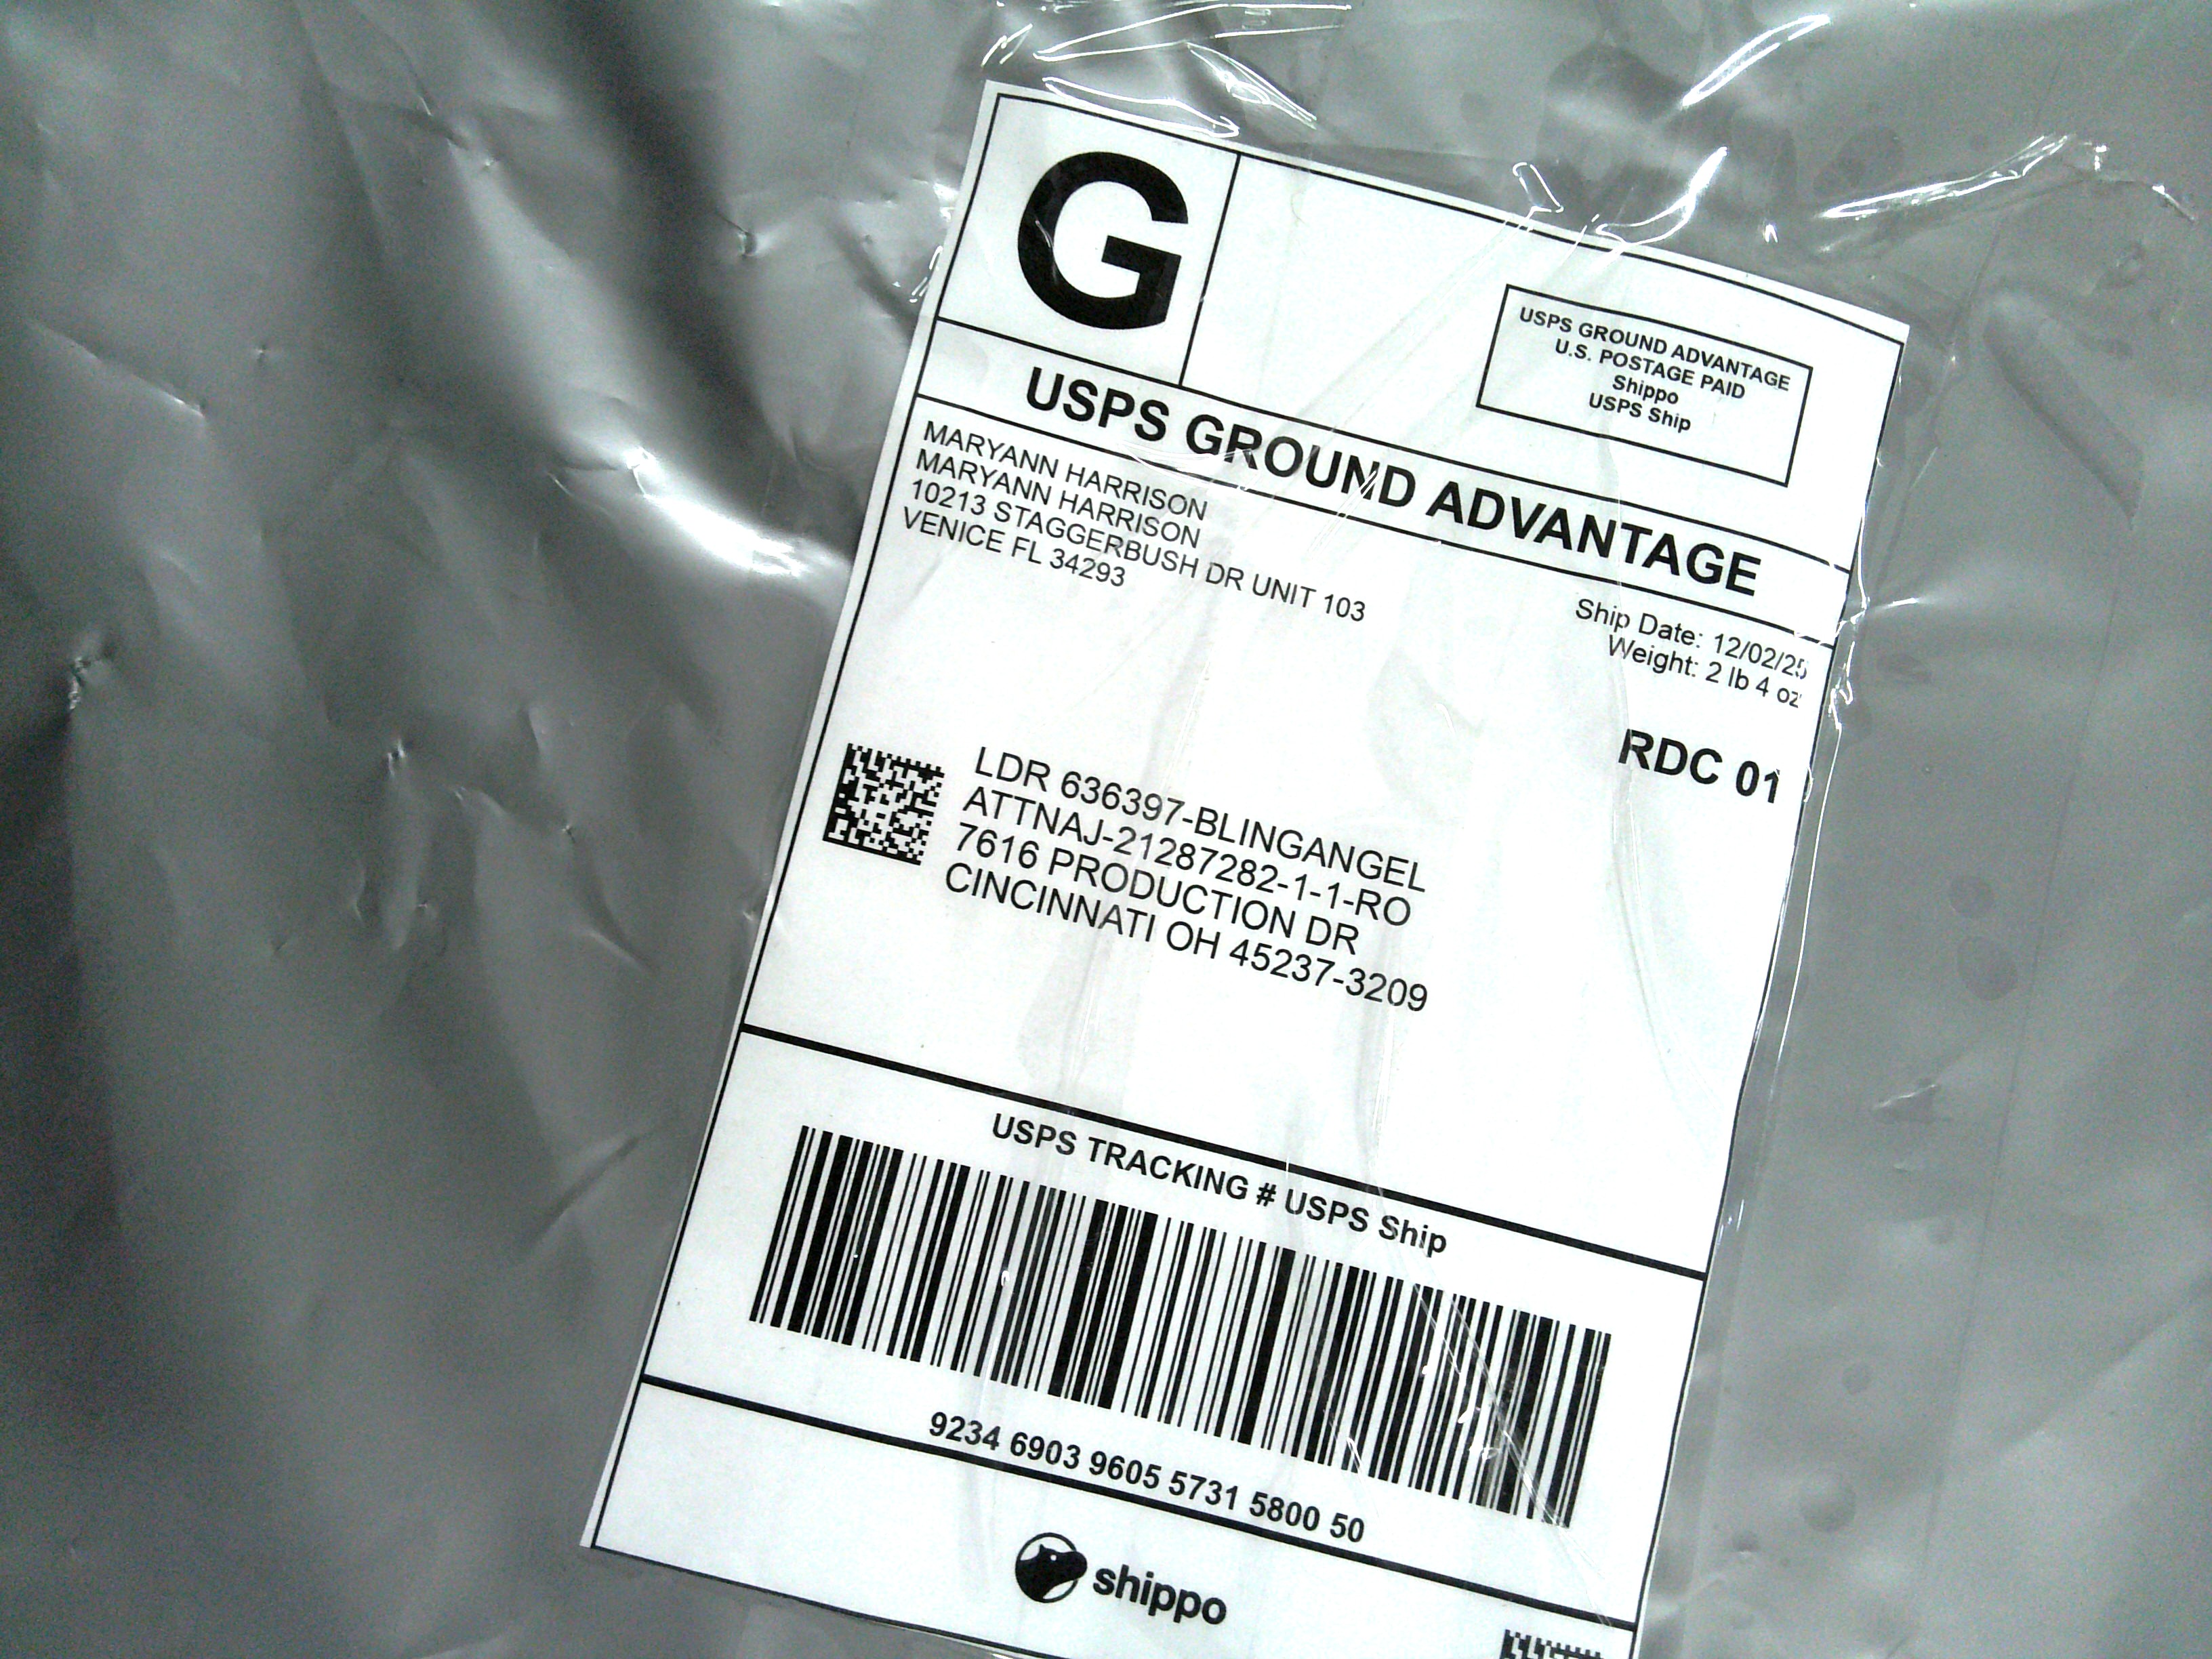 G
USPS GROUND ADVANTAGE
U.S. POSTAGE PAID
Shippo
USPS Ship
USPS GROUND ADVANTAGE
MARYANN HARRISON
MARYANN HARRISON
10213 STAGGERBUSH DR UNIT 103
VENICE FL 34293
Ship Date: 12/02/25
Weight: 2 lb 4 oz
RDC 01
LDR 636397-BLINGANGEL
ATTNAJ-21287282-1-1-RO
7616 PRODUCTION DR
CINCINNATI OH 45237-3209
USPS TRACKING # USPS Ship
9234 6903 9605 5731 5800 50
shippo